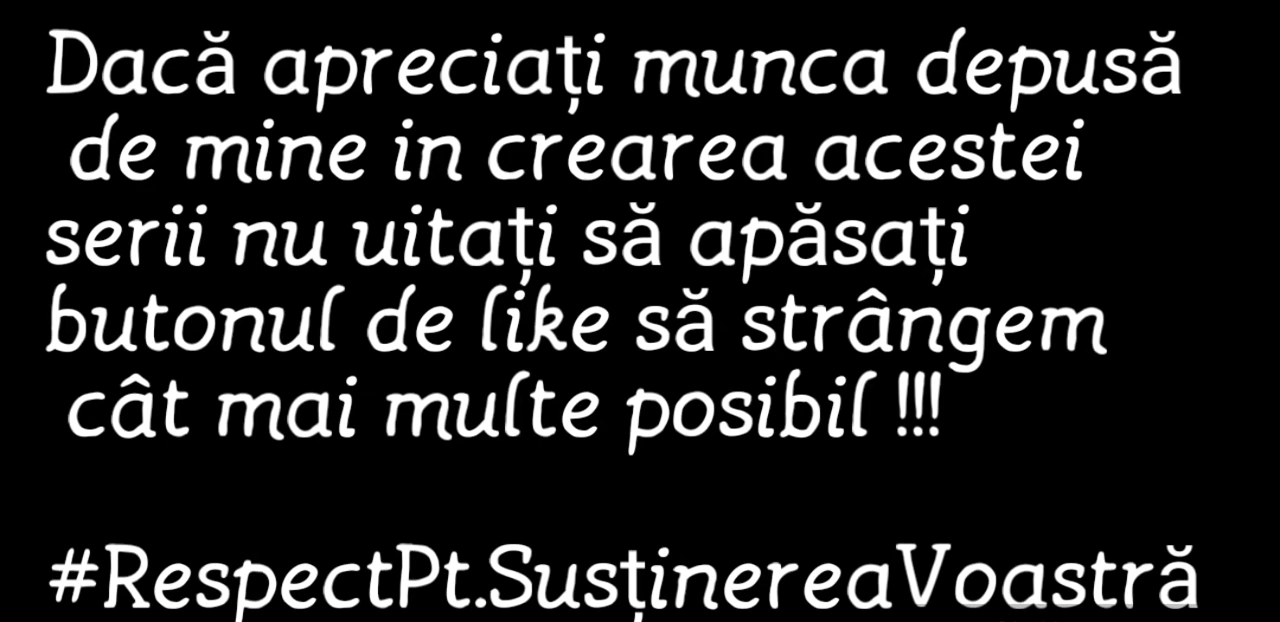 Dacă apreciați munca depusă
de mine in crearea acestei
serii nu uitați să apăsați
butonul de like să strângem
cât mai multe posibil !!!
#RespectPt.SusținereaVoastră